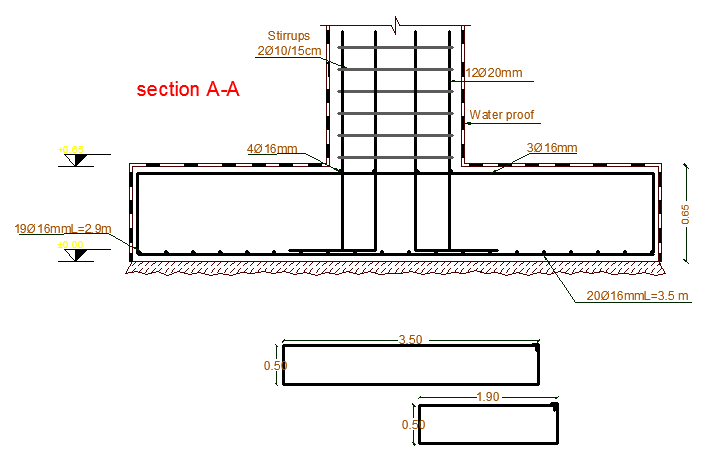 Stirrups
2Ø10/15cm
12Ø20mm
section A-A
Water proof
+0.65
4Ø16mm
3Ø16mm
0.65
19Ø16mmL=2.9m
±0.00
20Ø16mmL=3.5 m
3.50
0.50
1.90
0.50